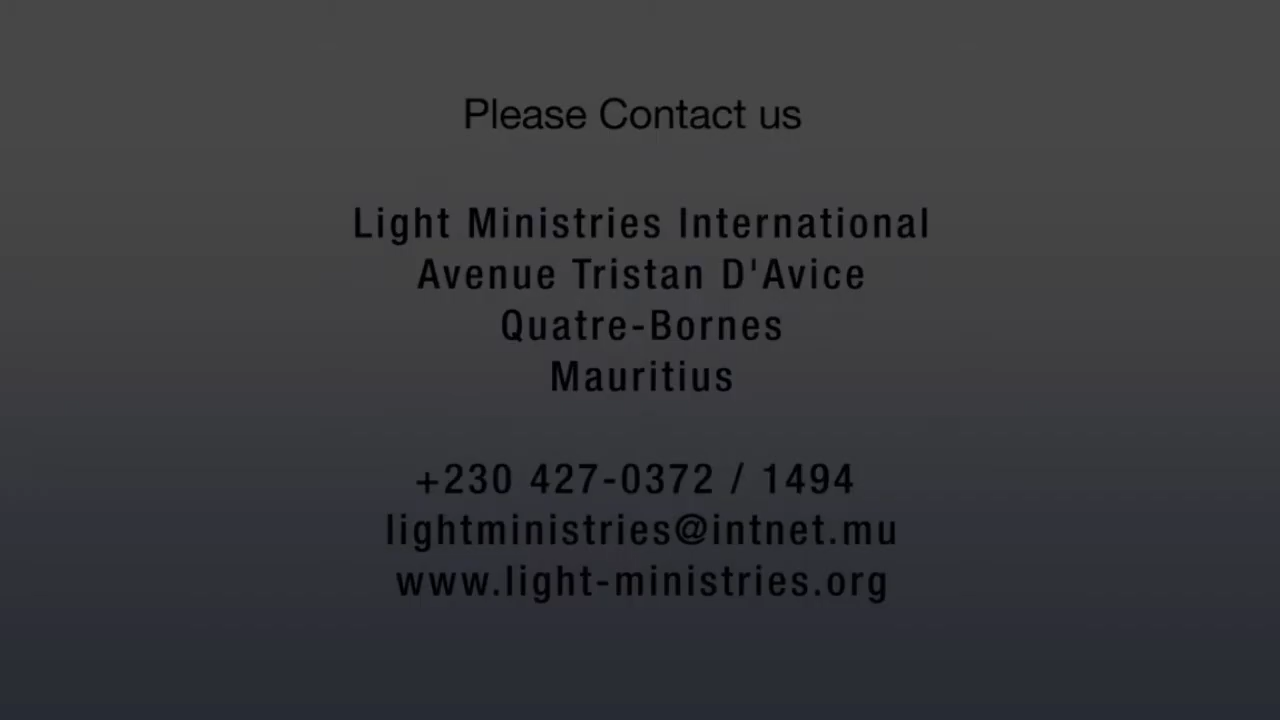 Please Contact us
Light Ministries International
Avenue Tristan D'Avice
Quatre-Bornes
Mauritius
+230 427-0372 / 1494
lightministries@intnet.mu
www.light-ministries.org